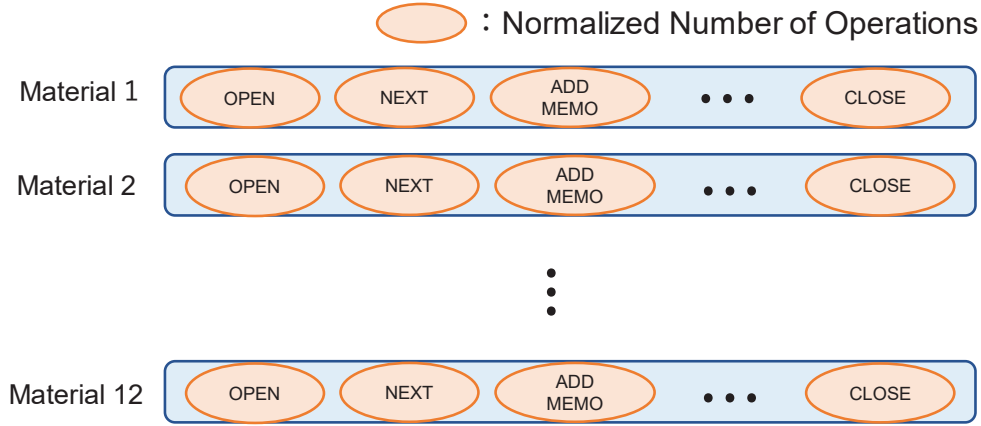 : Normalized Number of Operations
Material 1
OPEN
NEXT
ADD
MEMO
CLOSE
Material 2
OPEN
NEXT
ADD
MEMO
CLOSE
Material 12
OPEN
NEXT
ADD
MEMO
CLOSE